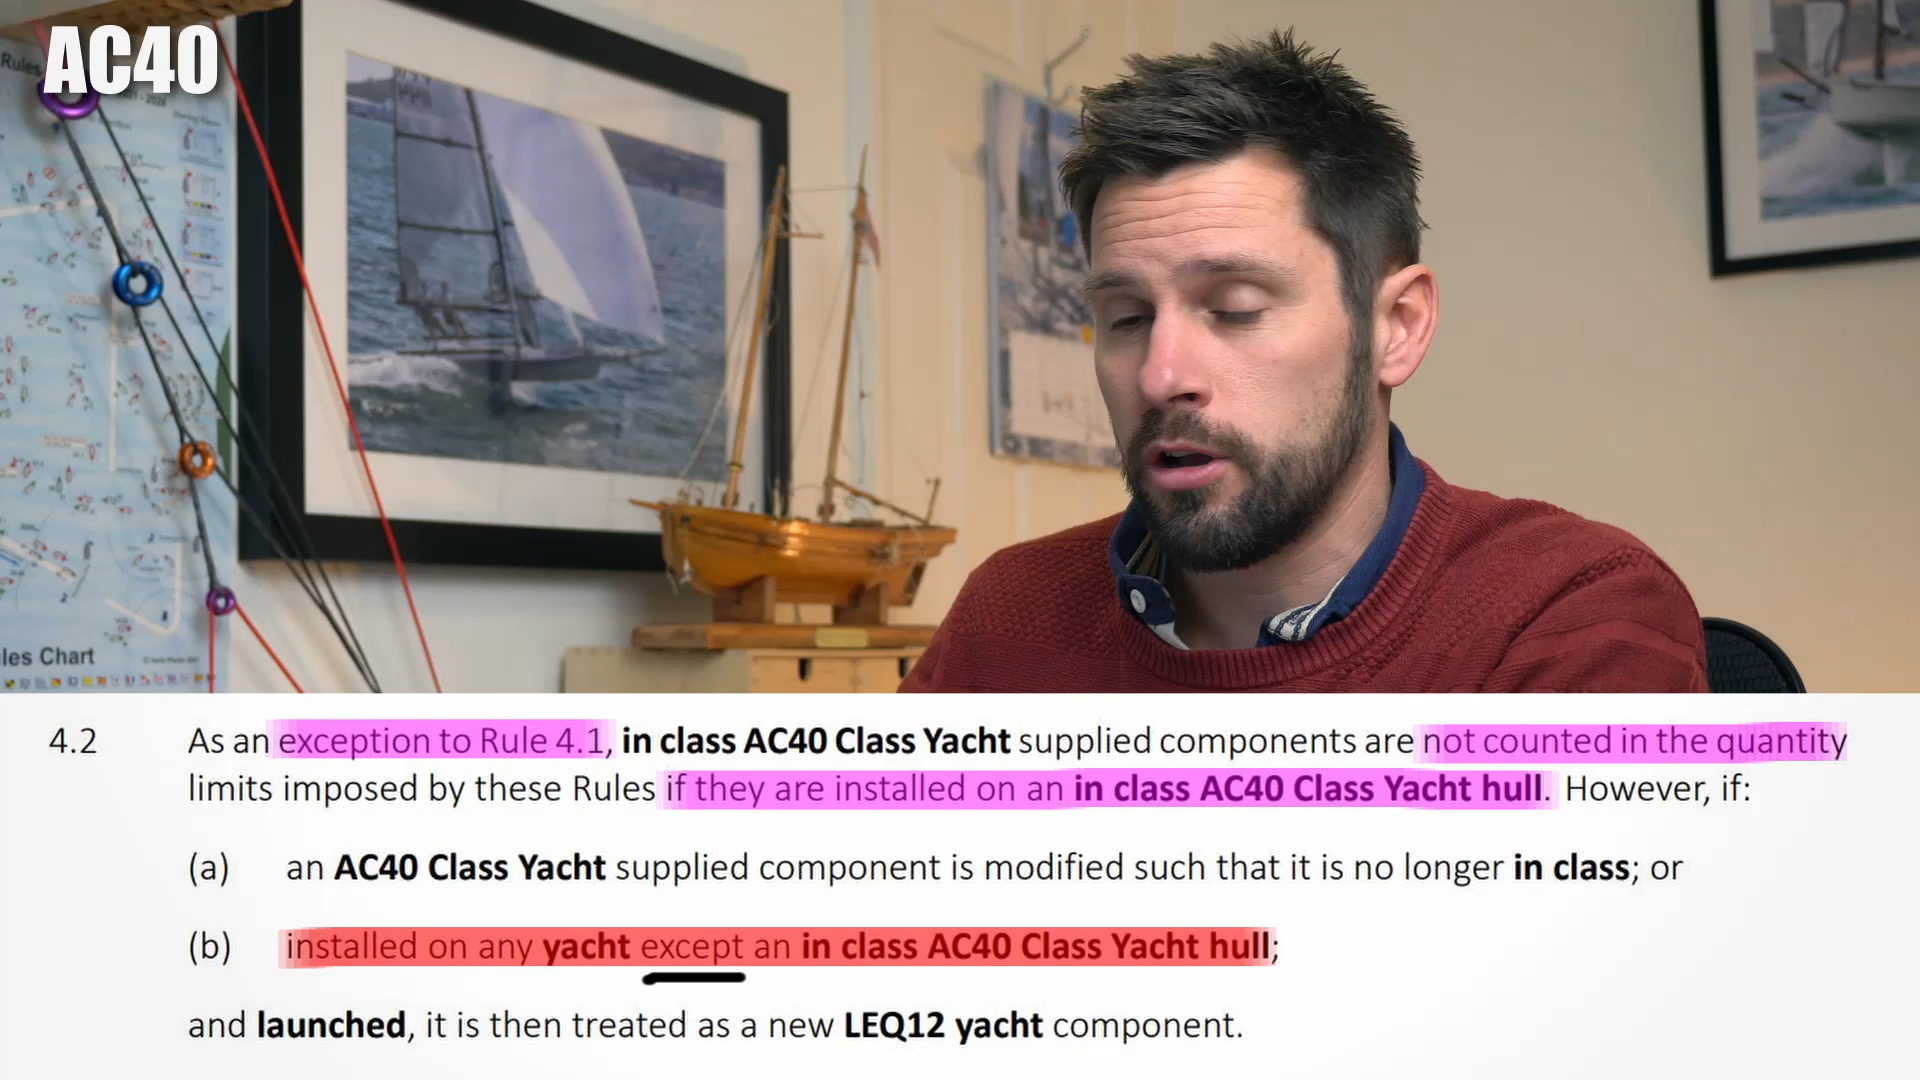 AC40
Rules
les Chart
4.2 As an exception to Rule 4.1, in class AC40 Class Yacht supplied components are not counted in the quantity
limits imposed by these Rules if they are installed on an in class AC40 Class Yacht hull. However, if:
(a) an AC40 Class Yacht supplied component is modified such that it is no longer in class; or
(b) installed on any yacht except an in class AC40 Class Yacht hull;
and launched, it is then treated as a new LEQ12 yacht component.